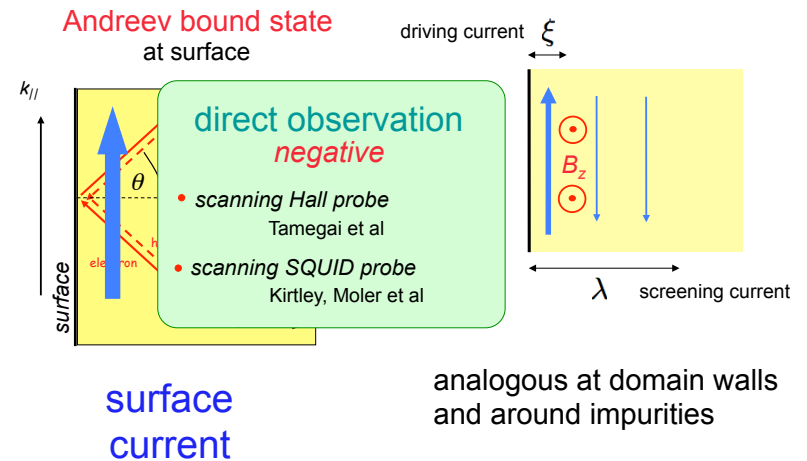 Andreev bound state
at surface
k//
θ
electron
h
surface
direct observation
negative
• scanning Hall probe
Tamegai et al
• scanning SQUID probe
Kirtley, Moler et al
surface
current
driving current
ξ
B_z
λ
screening current
analogous at domain walls
and around impurities